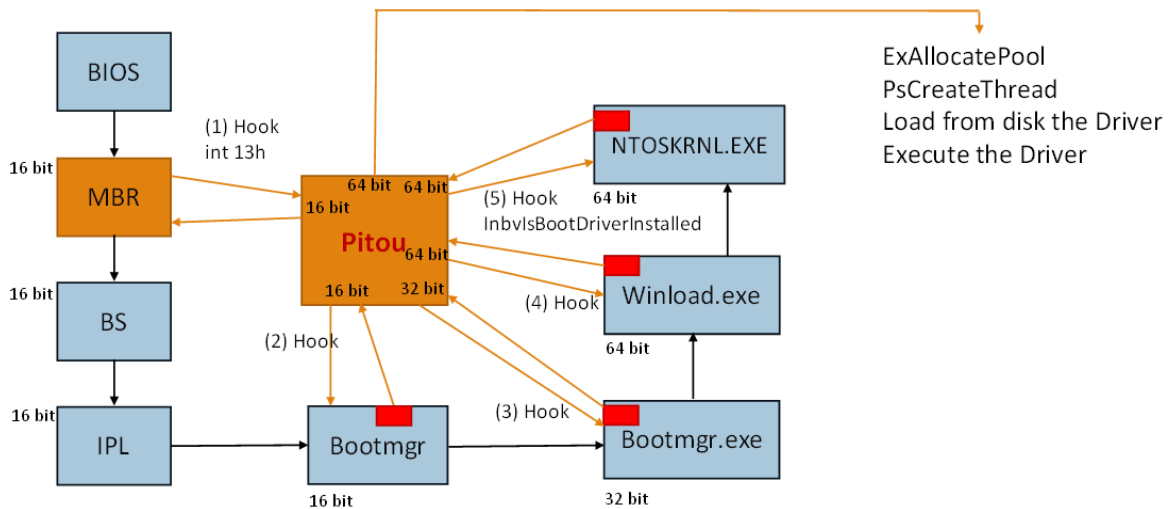 BIOS
ExAllocatePool
PsCreateThread
Load from disk the Driver
Execute the Driver
(1) Hook
int 13h
16 bit
MBR
NTOSKRNL.EXE
64 bit
64 bit
64 bit
16 bit
(5) Hook
InbvIsBootDriverInstalled
Pitou
64 bit
16 bit
32 bit
16 bit
BS
(4) Hook
Winload.exe
64 bit
(2) Hook
16 bit
IPL
Bootmgr
16 bit
(3) Hook
Bootmgr.exe
32 bit